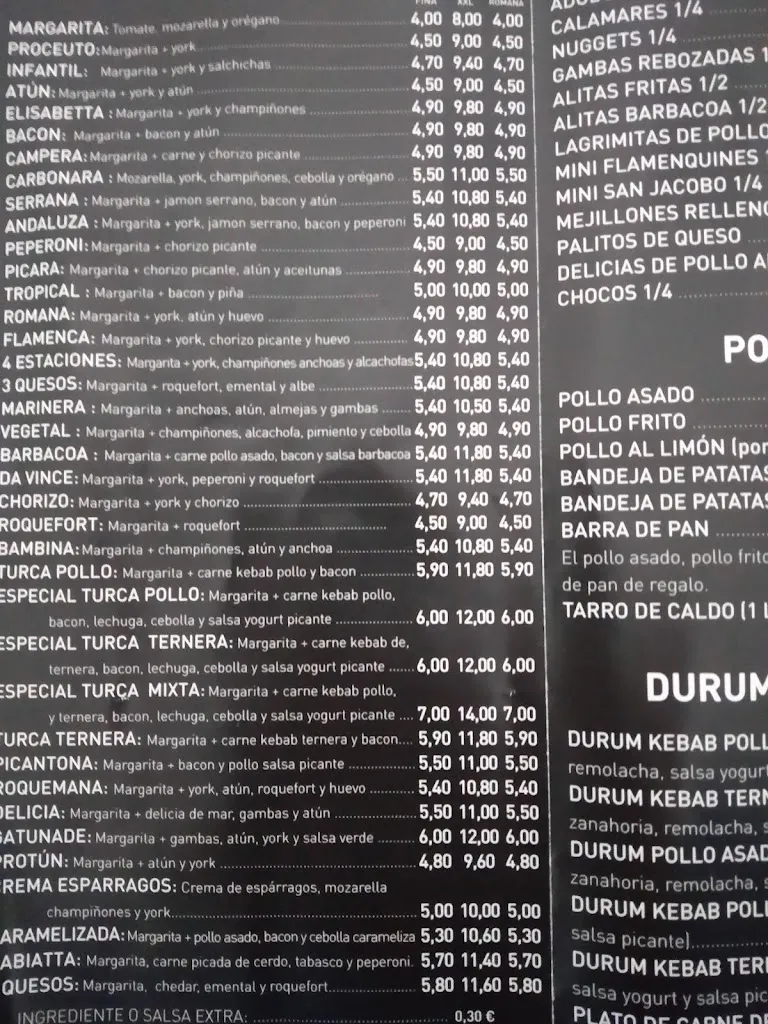 FINA XXL ROMANA
MARGARITA: Tomate, mozarella y orégano 4,00 8,00 4,00
PROCEUTO: Margarita + york 4,50 9,00 4,50
INFANTIL: Margarita + york y salchichas 4,70 9,40 4,70
ATÚN: Margarita + york y atún 4,50 9,00 4,50
ELISABETTA: Margarita + york y champiñones 4,90 9,80 4,90
BACON: Margarita + bacon y atún 4,90 9,80 4,90
CAMPERA: Margarita + carne y chorizo picante 4,90 9,80 4,90
CARBONARA: Mozarella, york, champiñones, cebolla y orégano ... 5,50 11,00 5,50
SERRANA: Margarita + jamon serrano, bacon y atún 5,40 10,80 5,40
ANDALUZA: Margarita + york, jamon serrano, bacon y peperoni 5,40 10,80 5,40
PEPERONI: Margarita + chorizo picante 4,50 9,00 4,50
PICARA: Margarita + chorizo picante, atún y aceitunas 4,90 9,80 4,90
TROPICAL : Margarita + bacon y piña 5,00 10,00 5,00
ROMANA: Margarita + york, atún y huevo 4,90 9,80 4,90
FLAMENCA: Margarita + york, chorizo picante y huevo 4,90 9,80 4,90
4 ESTACIONES: Margarita + york, champiñones anchoas y alcachofas 5,40 10,80 5,40
3 QUESOS: Margarita + roquefort, emental y albe 5,40 10,80 5,40
MARINERA : Margarita + anchoas, atún, almejas y gambas 5,40 10,50 5,40
VEGETAL : Margarita + champiñones, alcachofa, pimiento y cebolla 4,90 9,80 4,90
BARBACOA : Margarita + carne pollo asado, bacon y salsa barbacoa 5,40 11,80 5,40
DA VINCE: Margarita + york, peperoni y roquefort 5,40 11,80 5,40
CHORIZO: Margarita + york y chorizo 4,70 9,40 4,70
ROQUEFORT: Margarita + roquefort 4,50 9,00 4,50
BAMBINA: Margarita + champiñones, atún y anchoa 5,40 10,80 5,40
TURCA POLLO: Margarita + carne kebab pollo y bacon 5,90 11,80 5,90
ESPECIAL TURCA POLLO: Margarita + carne kebab pollo,
bacon, lechuga, cebolla y salsa yogurt picante 6,00 12,00 6,00
ESPECIAL TURCA TERNERA: Margarita + carne kebab de,
ternera, bacon, lechuga, cebolla y salsa yogurt picante 6,00 12,00 6,00
ESPECIAL TURCA MIXTA: Margarita + carne kebab pollo,
y ternera, bacon, lechuga, cebolla y salsa yogurt picante .... 7,00 14,00 7,00
TURCA TERNERA: Margarita + carne kebab ternera y bacon.... 5,90 11,80 5,90
PICANTONA: Margarita + bacon y pollo salsa picante 5,50 11,00 5,50
ROQUEMANA: Margarita + york, atún, roquefort y huevo 5,40 10,80 5,40
DELICIA: Margarita + delicia de mar, gambas y atún 5,50 11,00 5,50
GATUNADE: Margarita + gambas, atún, york y salsa verde 6,00 12,00 6,00
PROTÚN: Margarita + atún y york 4,80 9,60 4,80
CREMA ESPARRAGOS: Crema de espárragos, mozarella
champiñones y york 5,00 10,00 5,00
ARAMELIZADA: Margarita + pollo asado, bacon y cebolla carameliza 5,30 10,60 5,30
ABIATTA: Margarita, carne picada de cerdo, tabasco y peperoni. 5,70 11,40 5,70
QUESOS: Margarita, chedar, emental y roquefort 5,80 11,60 5,80
INGREDIENTE O SALSA EXTRA: 0,30 €
CALAMARES 1/4
NUGGETS 1/4
GAMBAS REBOZADAS 1
ALITAS FRITAS 1/2
ALITAS BARBACOA 1/2
LAGRIMITAS DE POLLO
MINI FLAMENQUINES
MINI SAN JACOBO 1/4
MEJILLONES RELLENO
PALITOS DE QUESO
DELICIAS DE POLLO A
CHOCOS 1/4
PO
POLLO ASADO
POLLO FRITO
POLLO AL LIMÓN (por
BANDEJA DE PATATAS
BANDEJA DE PATATAS
BARRA DE PAN
El pollo asado, pollo frito
de pan de regalo.
TARRO DE CALDO (1 L
DURUM
DURUM KEBAB POLL
remolacha, salsa yogurt
DURUM KEBAB TER
zanahoria, remolacha, s
DURUM POLLO ASAD
zanahoria, remolacha, s
DURUM KEBAB POLL
salsa picante)
DURUM KEBAB TER
salsa yogurt y salsa pic
PLATO DE CARNE DE